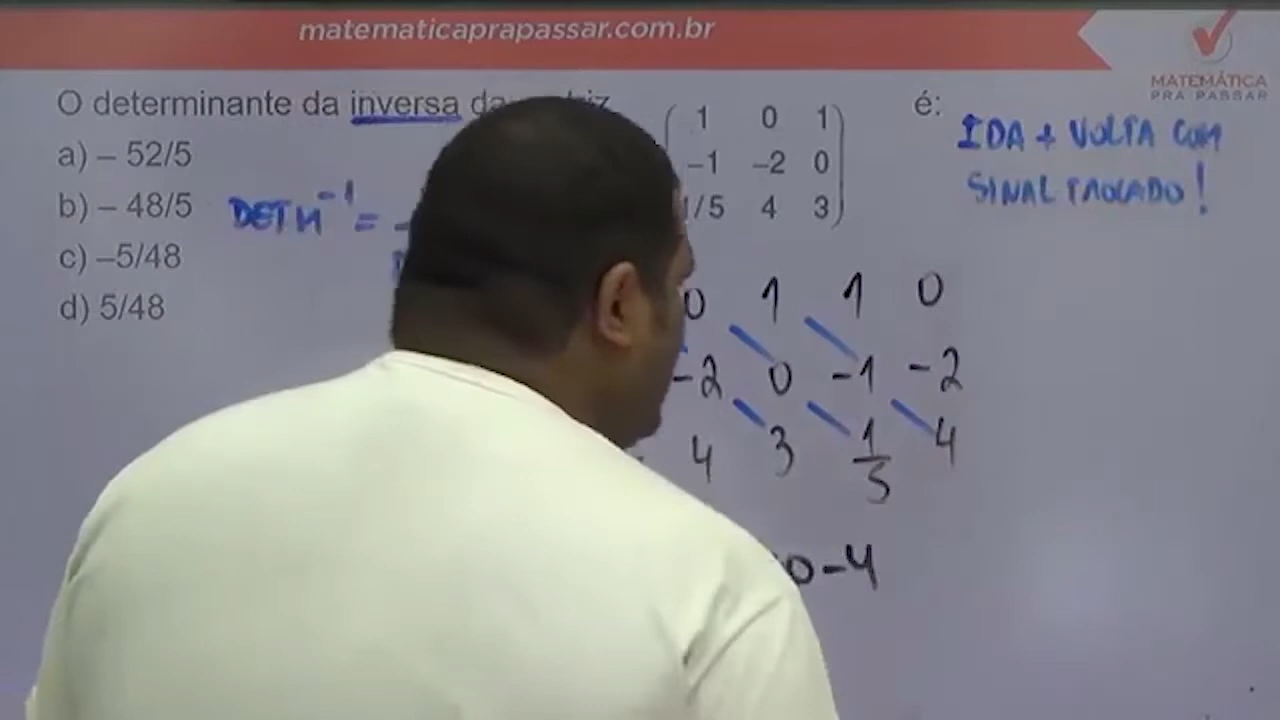 matematicaprapassar.com.br
MATEMÁTICA
PRA PASSAR
O determinante da inversa da é:
1 0 1
–1 –2 0
1/5 4 3
a) – 52/5
b) – 48/5
c) –5/48
d) 5/48
DET M⁻¹ =
IDA + VOLTA COM
SINAL TROCADO!
0 1 1 0
-2 0 -1 -2
4 3 1/5 4
0-4